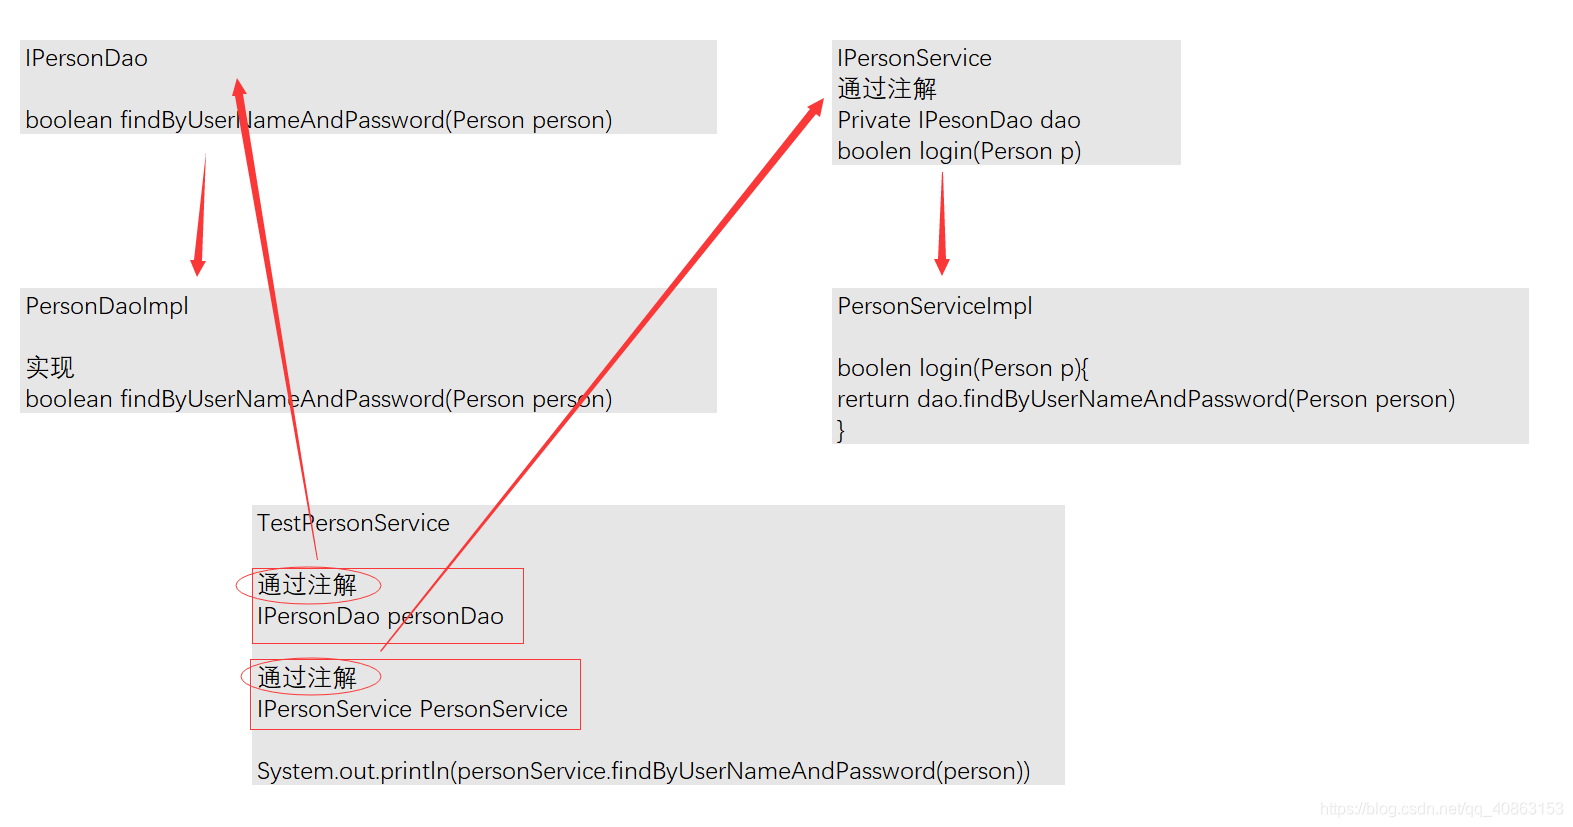 IPersonDao
boolean findByUserNameAndPassword(Person person)
IPersonService
通过注解
Private IPesonDao dao
boolen login(Person p)
PersonDaoImpl
实现
boolean findByUserNameAndPassword(Person person)
PersonServiceImpl
boolen login(Person p){
rerturn dao.findByUserNameAndPassword(Person person)
}
TestPersonService
通过注解
IPersonDao personDao
通过注解
IPersonService PersonService
System.out.println(personService.findByUserNameAndPassword(person))
https://blog.csdn.net/qq_40863153